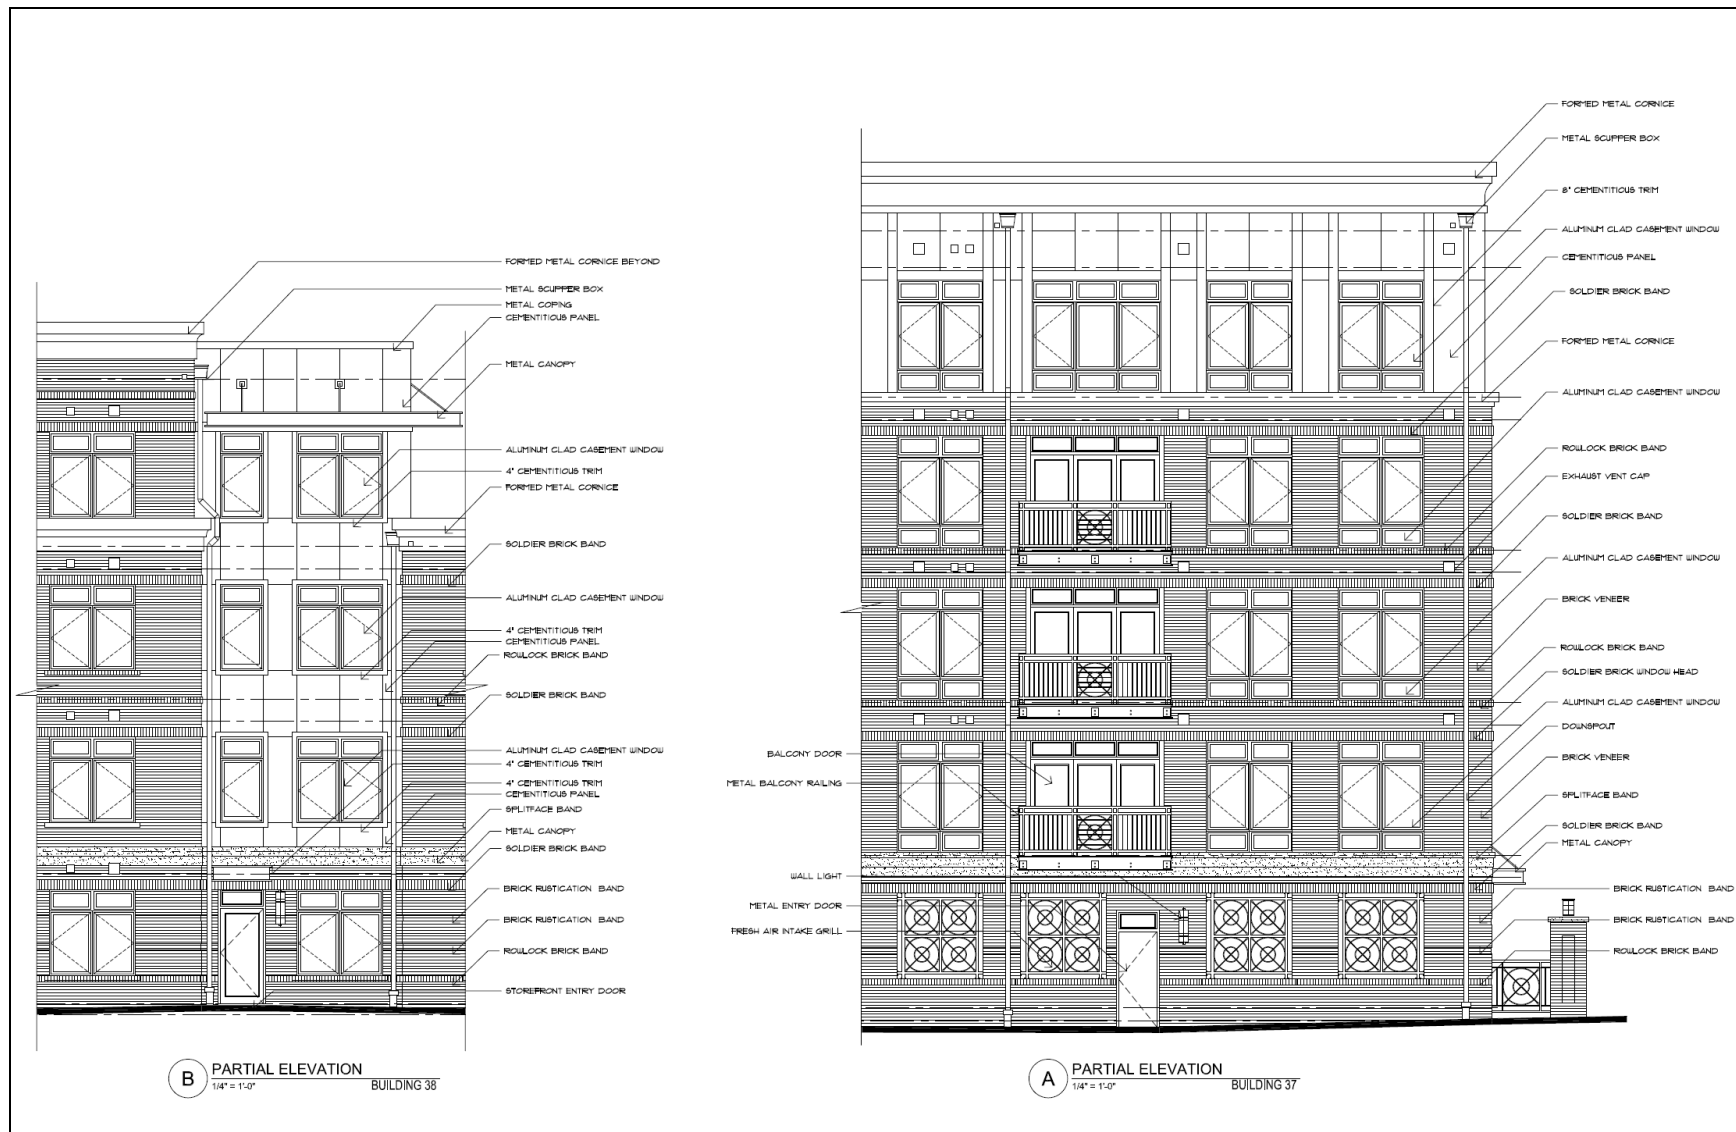 FORMED METAL CORNICE BEYOND
METAL SCUPPER BOX
METAL COPING
CEMENTITIOUS PANEL
METAL CANOPY
ALUMINUM CLAD CASEMENT WINDOW
4" CEMENTITIOUS TRIM
FORMED METAL CORNICE
SOLDIER BRICK BAND
ALUMINUM CLAD CASEMENT WINDOW
4" CEMENTITIOUS TRIM
CEMENTITIOUS PANEL
ROWLOCK BRICK BAND
SOLDIER BRICK BAND
ALUMINUM CLAD CASEMENT WINDOW
4" CEMENTITIOUS TRIM
4" CEMENTITIOUS TRIM
CEMENTITIOUS PANEL
SPLITFACE BAND
METAL CANOPY
SOLDIER BRICK BAND
BRICK RUSTICATION BAND
BRICK RUSTICATION BAND
ROWLOCK BRICK BAND
STOREFRONT ENTRY DOOR
B
PARTIAL ELEVATION
1/4" = 1'-0"
BUILDING 38
BALCONY DOOR
METAL BALCONY RAILING
WALL LIGHT
METAL ENTRY DOOR
FRESH AIR INTAKE GRILL
FORMED METAL CORNICE
METAL SCUPPER BOX
8" CEMENTITIOUS TRIM
ALUMINUM CLAD CASEMENT WINDOW
CEMENTITIOUS PANEL
SOLDIER BRICK BAND
FORMED METAL CORNICE
ALUMINUM CLAD CASEMENT WINDOW
ROWLOCK BRICK BAND
EXHAUST VENT CAP
SOLDIER BRICK BAND
ALUMINUM CLAD CASEMENT WINDOW
BRICK VENEER
ROWLOCK BRICK BAND
SOLDIER BRICK WINDOW HEAD
ALUMINUM CLAD CASEMENT WINDOW
DOWNSPOUT
BRICK VENEER
SPLITFACE BAND
SOLDIER BRICK BAND
METAL CANOPY
BRICK RUSTICATION BAND
BRICK RUSTICATION BAND
ROWLOCK BRICK BAND
A
PARTIAL ELEVATION
1/4" = 1'-0"
BUILDING 37